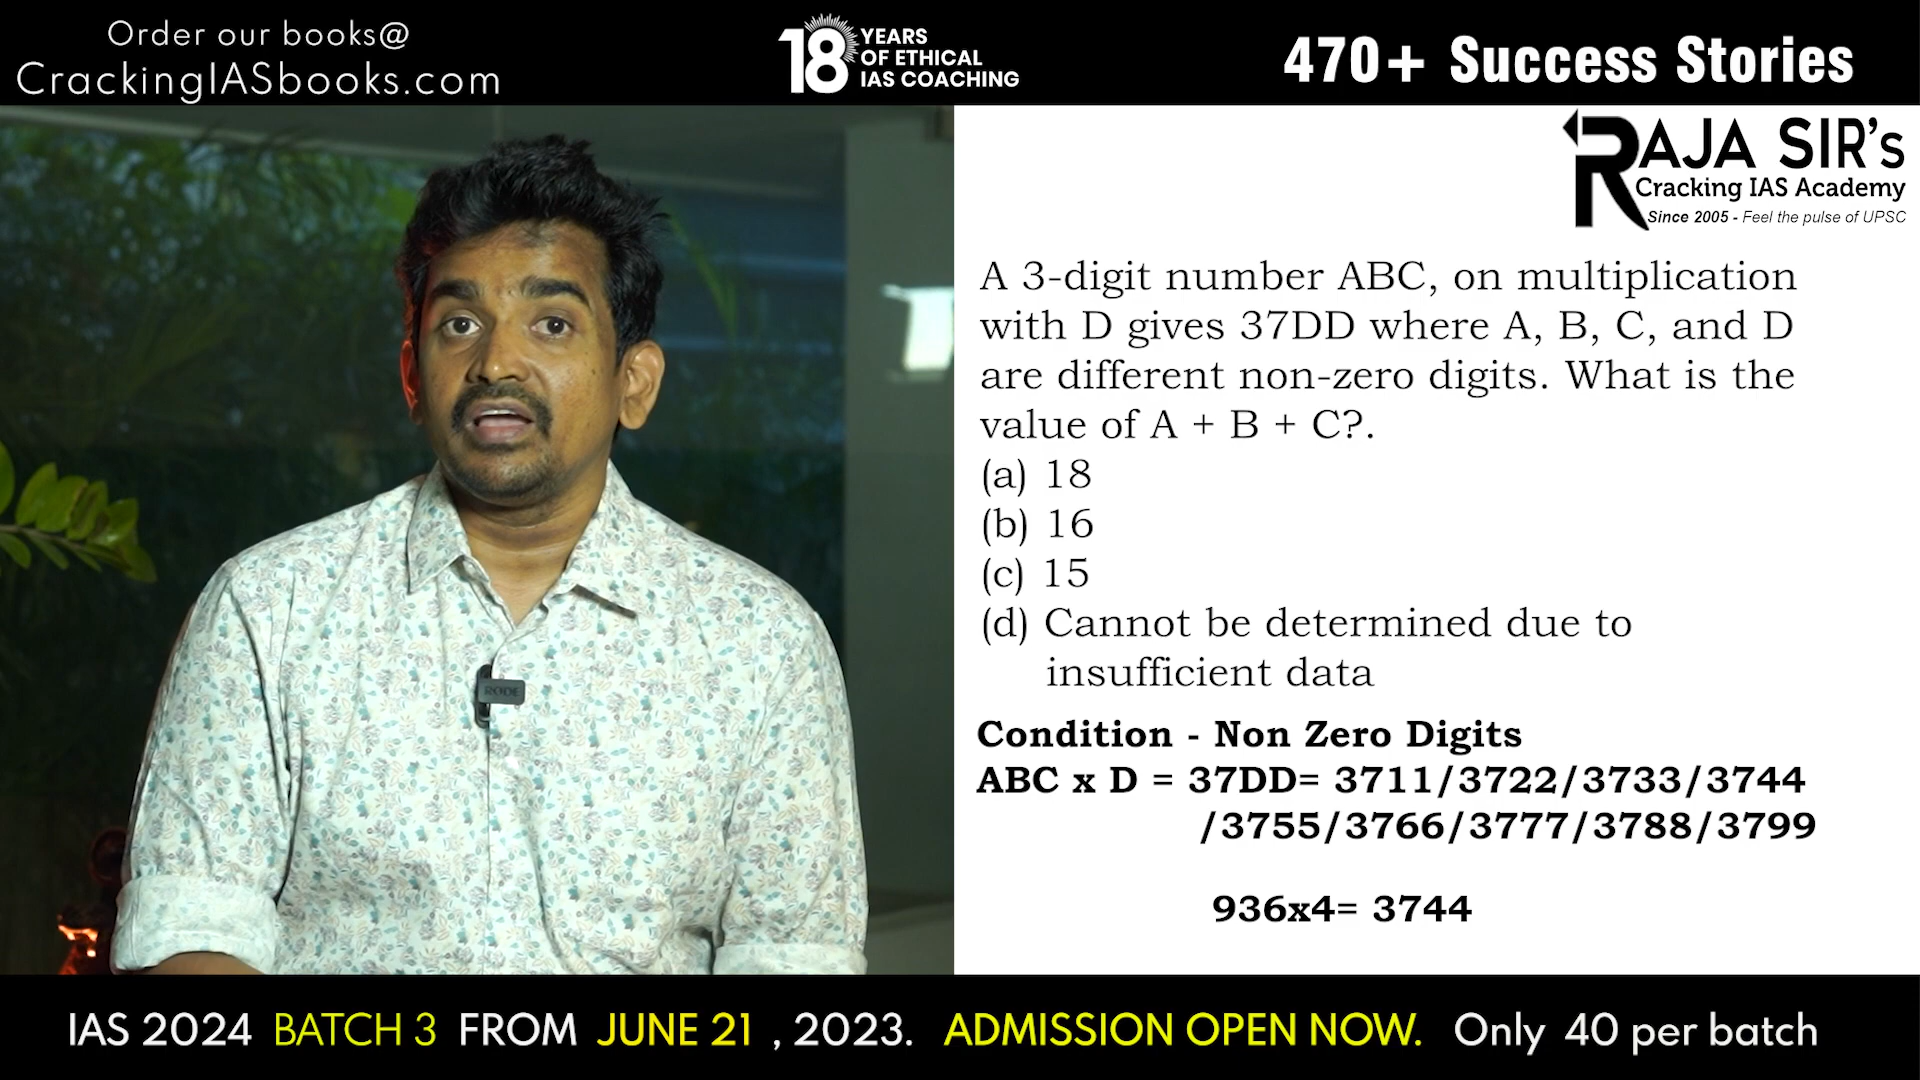 Order our books@
CrackingIASbooks.com
18 YEARS
OF ETHICAL
IAS COACHING
470+ Success Stories
RAJA SIR's
Cracking IAS Academy
Since 2005 - Feel the pulse of UPSC
A 3-digit number ABC, on multiplication
with D gives 37DD where A, B, C, and D
are different non-zero digits. What is the
value of A + B + C?.
(a) 18
(b) 16
(c) 15
(d) Cannot be determined due to
insufficient data
Condition - Non Zero Digits
ABC x D = 37DD= 3711/3722/3733/3744
/3755/3766/3777/3788/3799
936x4= 3744
RODE
IAS 2024 BATCH 3 FROM JUNE 21 , 2023. ADMISSION OPEN NOW. Only 40 per batch